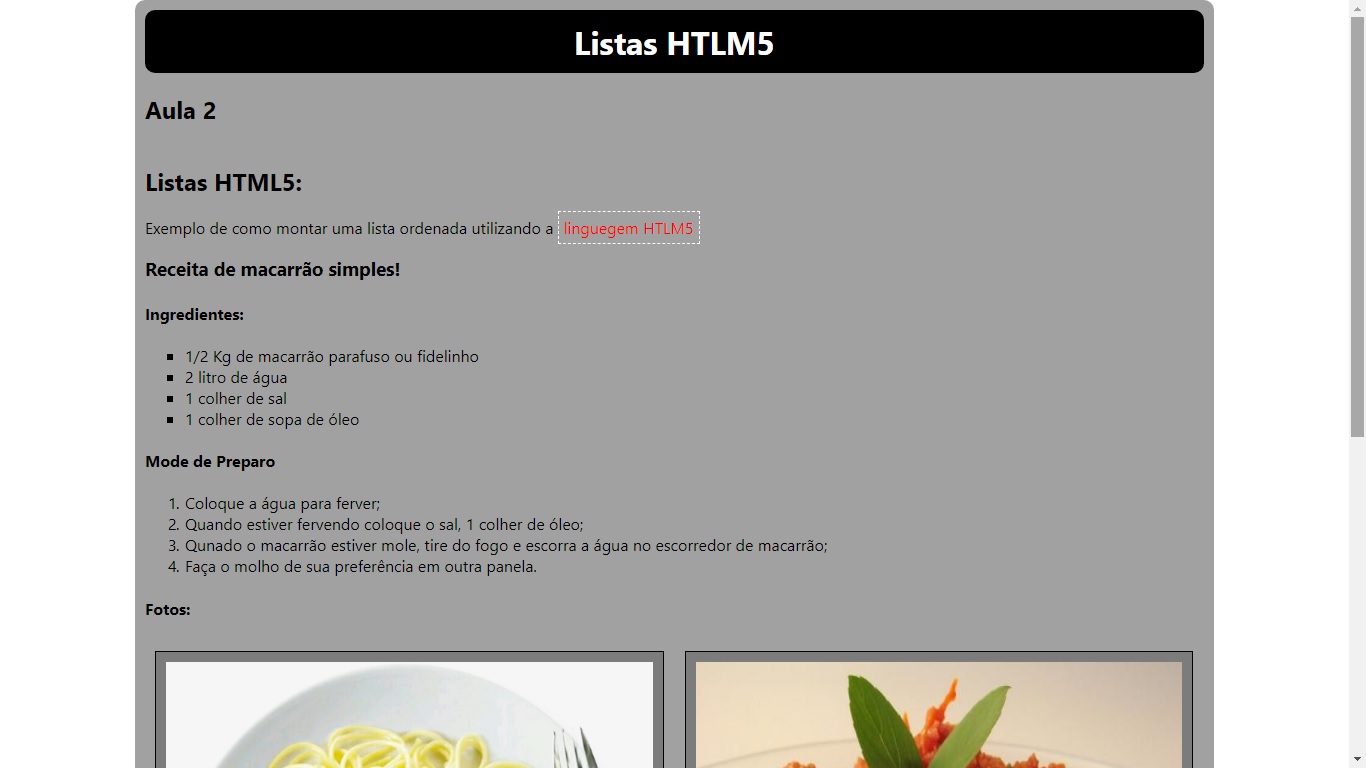 Listas HTLM5
Aula 2
Listas HTML5:
Exemplo de como montar uma lista ordenada utilizando a linguegem HTLM5
Receita de macarrão simples!
Ingredientes:
1/2 Kg de macarrão parafuso ou fidelinho
2 litro de água
1 colher de sal
1 colher de sopa de óleo
Mode de Preparo
1. Coloque a água para ferver;
2. Quando estiver fervendo coloque o sal, 1 colher de óleo;
3. Qunado o macarrão estiver mole, tire do fogo e escorra a água no escorredor de macarrão;
4. Faça o molho de sua preferência em outra panela.
Fotos: